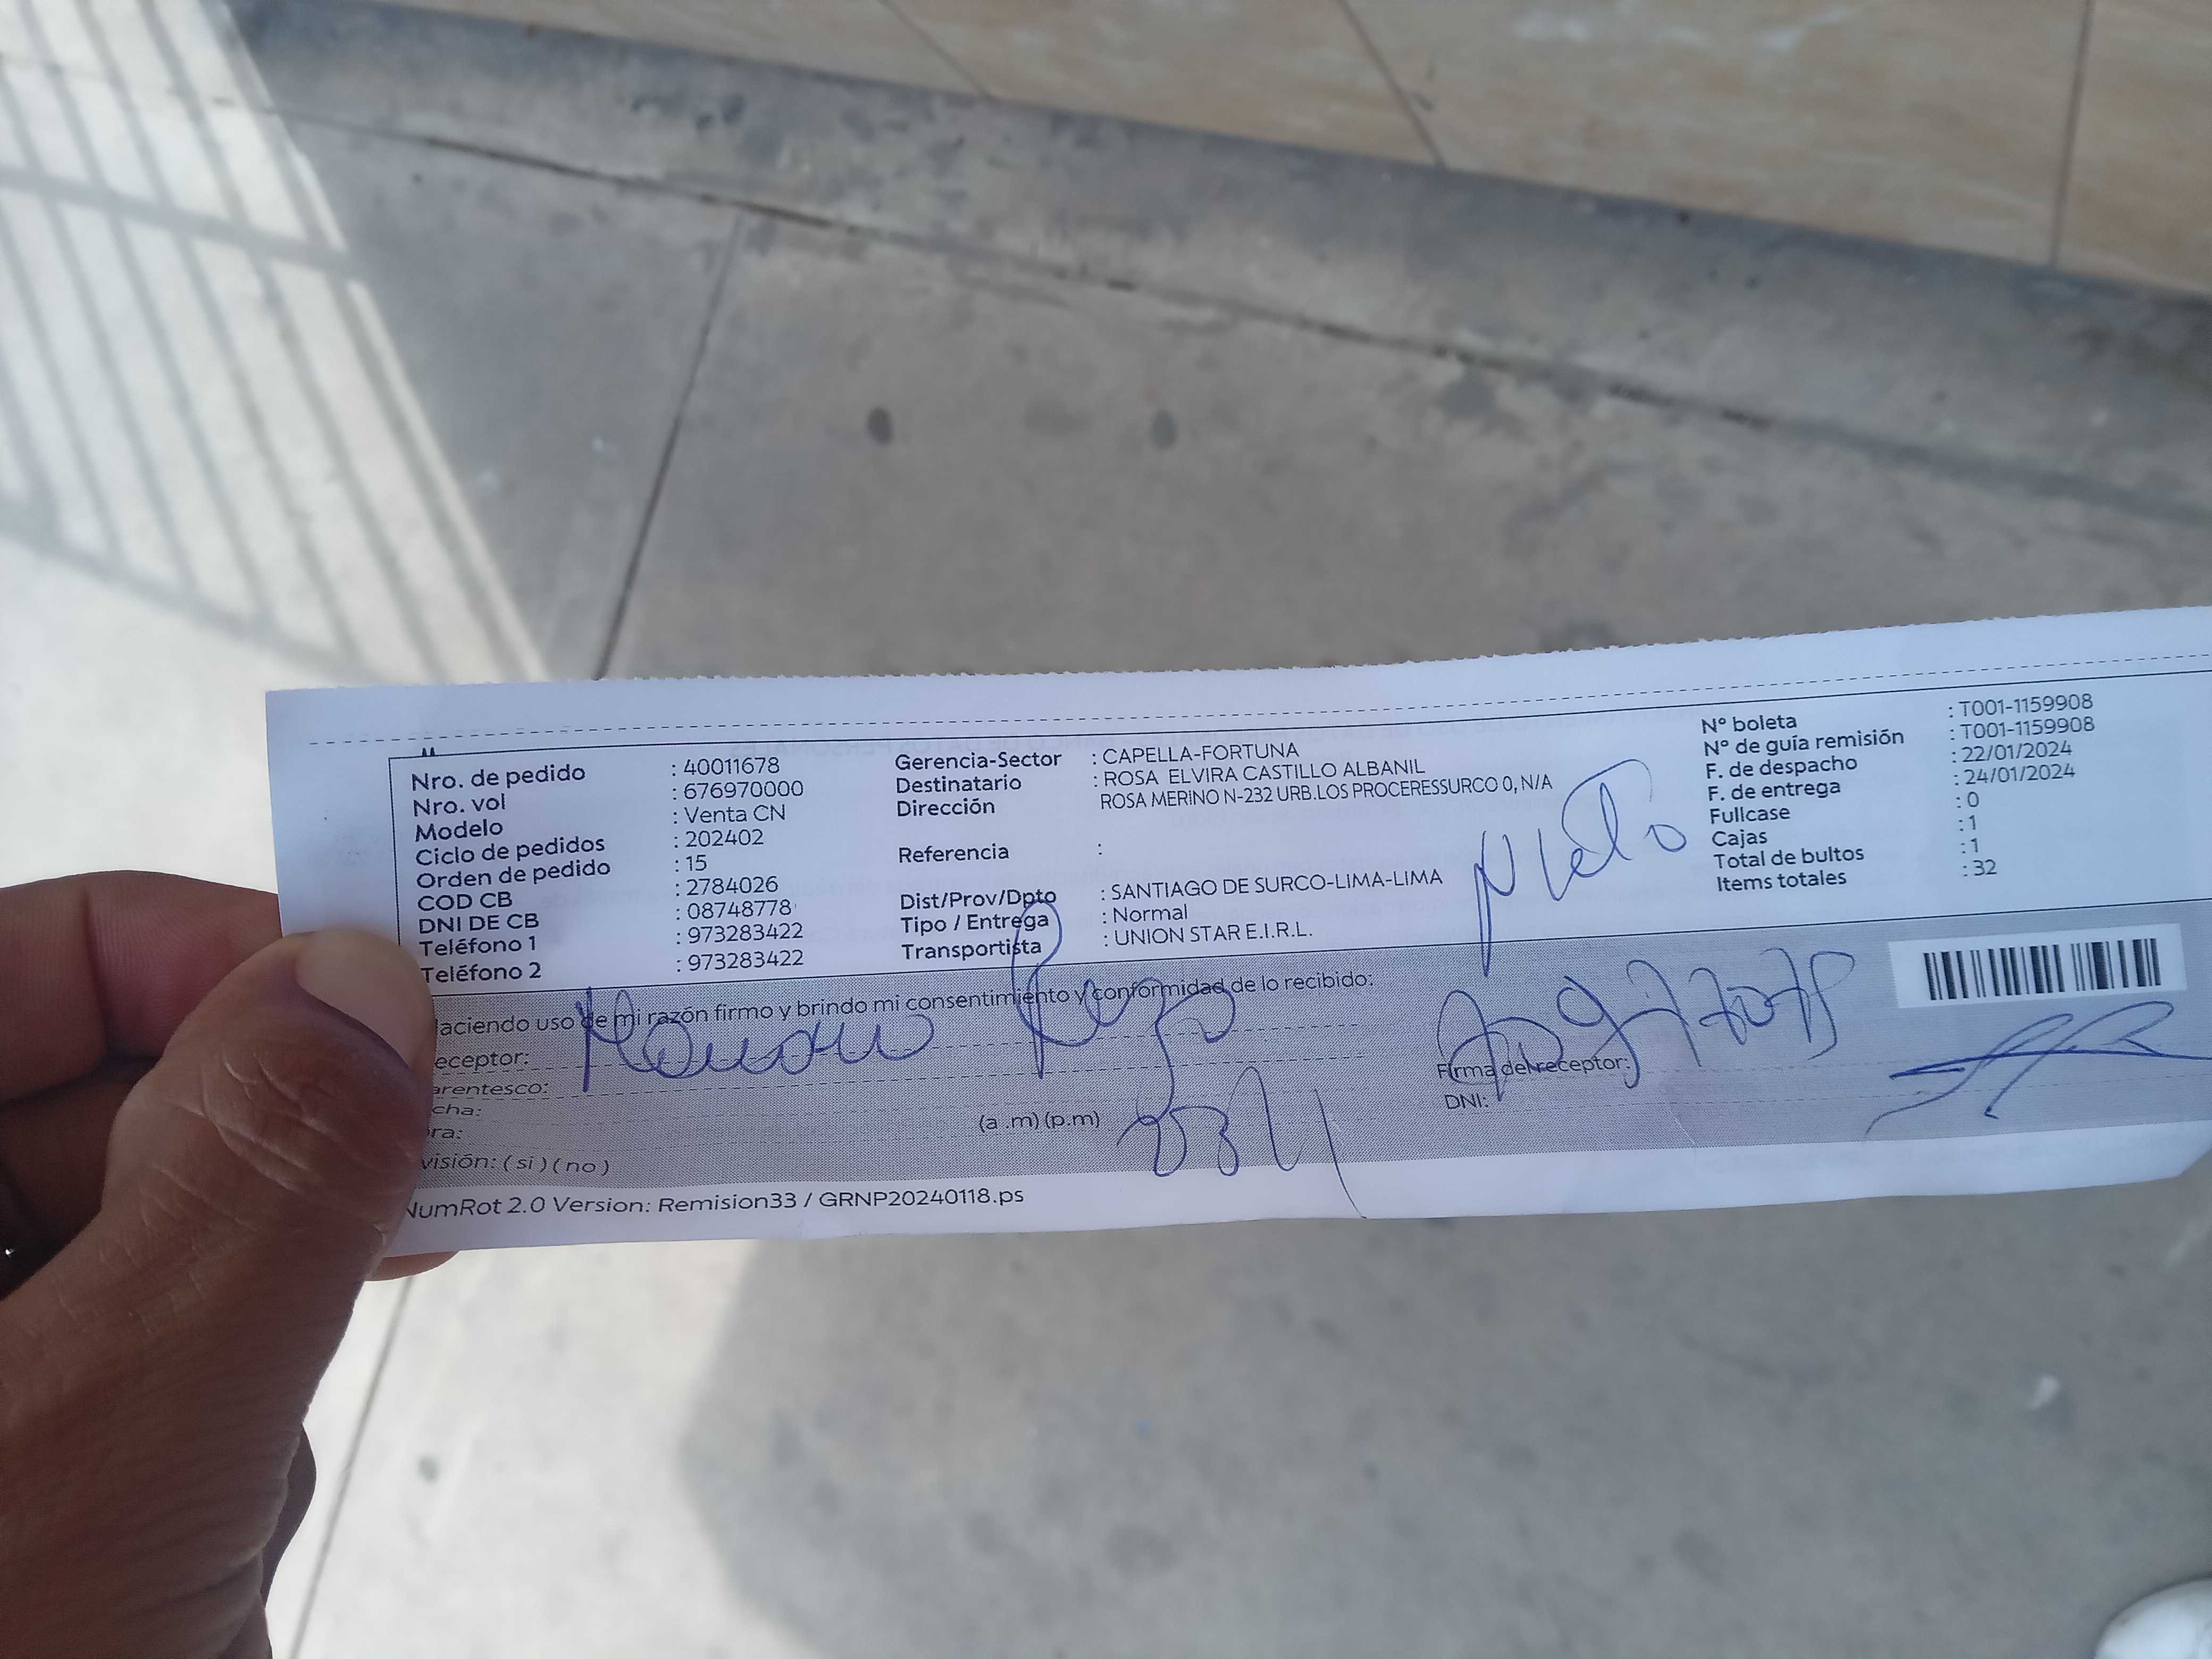 Nro. de pedido : 40011678
Nro. vol : 676970000
Modelo : Venta CN
Ciclo de pedidos : 202402
Orden de pedido : 15
COD CB : 2784026
DNI DE CB : 08748778
Teléfono 1 : 973283422
Teléfono 2 : 973283422
Gerencia-Sector : CAPELLA-FORTUNA
Destinatario : ROSA ELVIRA CASTILLO ALBANIL
Dirección ROSA MERINO N-232 URB.LOS PROCERESSURCO 0, N/A
Referencia :
Dist/Prov/Dpto : SANTIAGO DE SURCO-LIMA-LIMA
Tipo / Entrega : Normal
Transportista : UNION STAR E.I.R.L.
N° boleta : T001-1159908
N° de guía remisión : T001-1159908
F. de despacho : 22/01/2024
F. de entrega : 24/01/2024
Fullcase : 0
Cajas : 1
Total de bultos : 1
Items totales : 32
Nieto
aciendo uso de mi razón firmo y brindo mi consentimiento y conformidad de lo recibido:
eceptor:
arentesco:
cha:
ra: (a .m) (p.m)
visión: ( si ) ( no )
Firma del receptor:
DNI:
NumRot 2.0 Version: Remision33 / GRNP20240118.ps